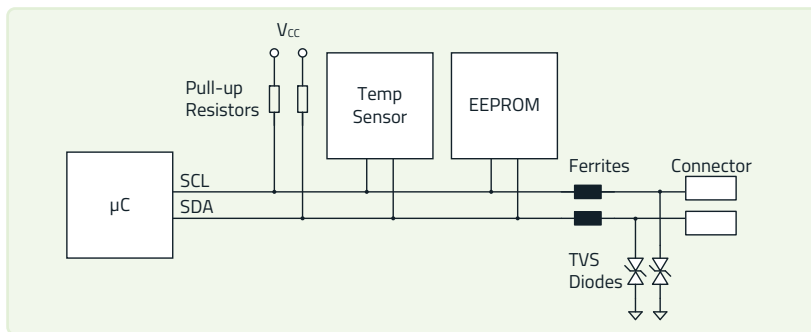 Vcc
Pull-up
Resistors
Temp
Sensor
EEPROM
Ferrites
Connector
µC
SCL
SDA
TVS
Diodes